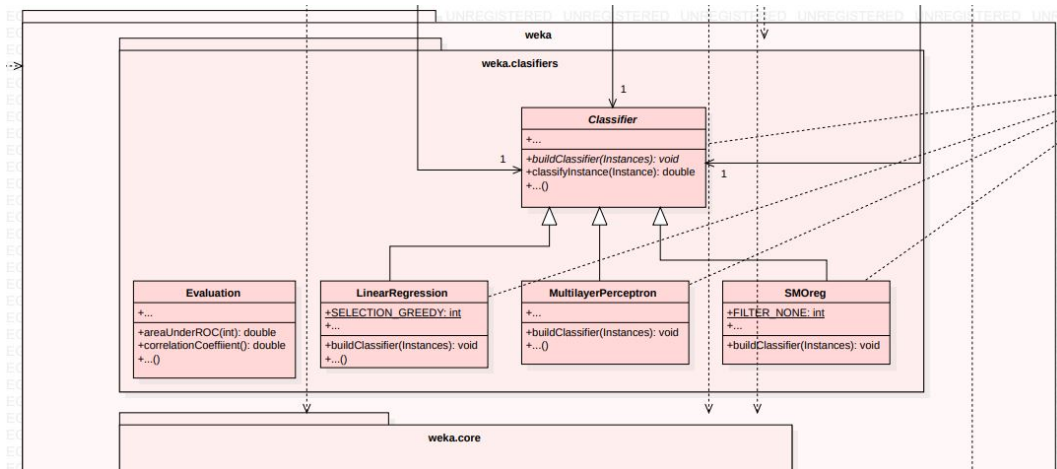 UNREGISTERED UNREGISTERED UNREGISTERED UNREGISTERED UNREGISTERED
weka
weka.clasifiers
1
Classifier
+...
+buildClassifier(Instances): void
+classifyInstance(Instance): double
+...()
1
1
Evaluation
+...
+areaUnderROC(int): double
+correlationCoeffiient(): double
+...()
LinearRegression
+SELECTION_GREEDY: int
+...
+buildClassifier(Instances): void
+...()
MultilayerPerceptron
+...
+buildClassifier(Instances): void
+...()
SMOreg
+FILTER_NONE: int
+...
+buildClassifier(Instances): void
weka.core